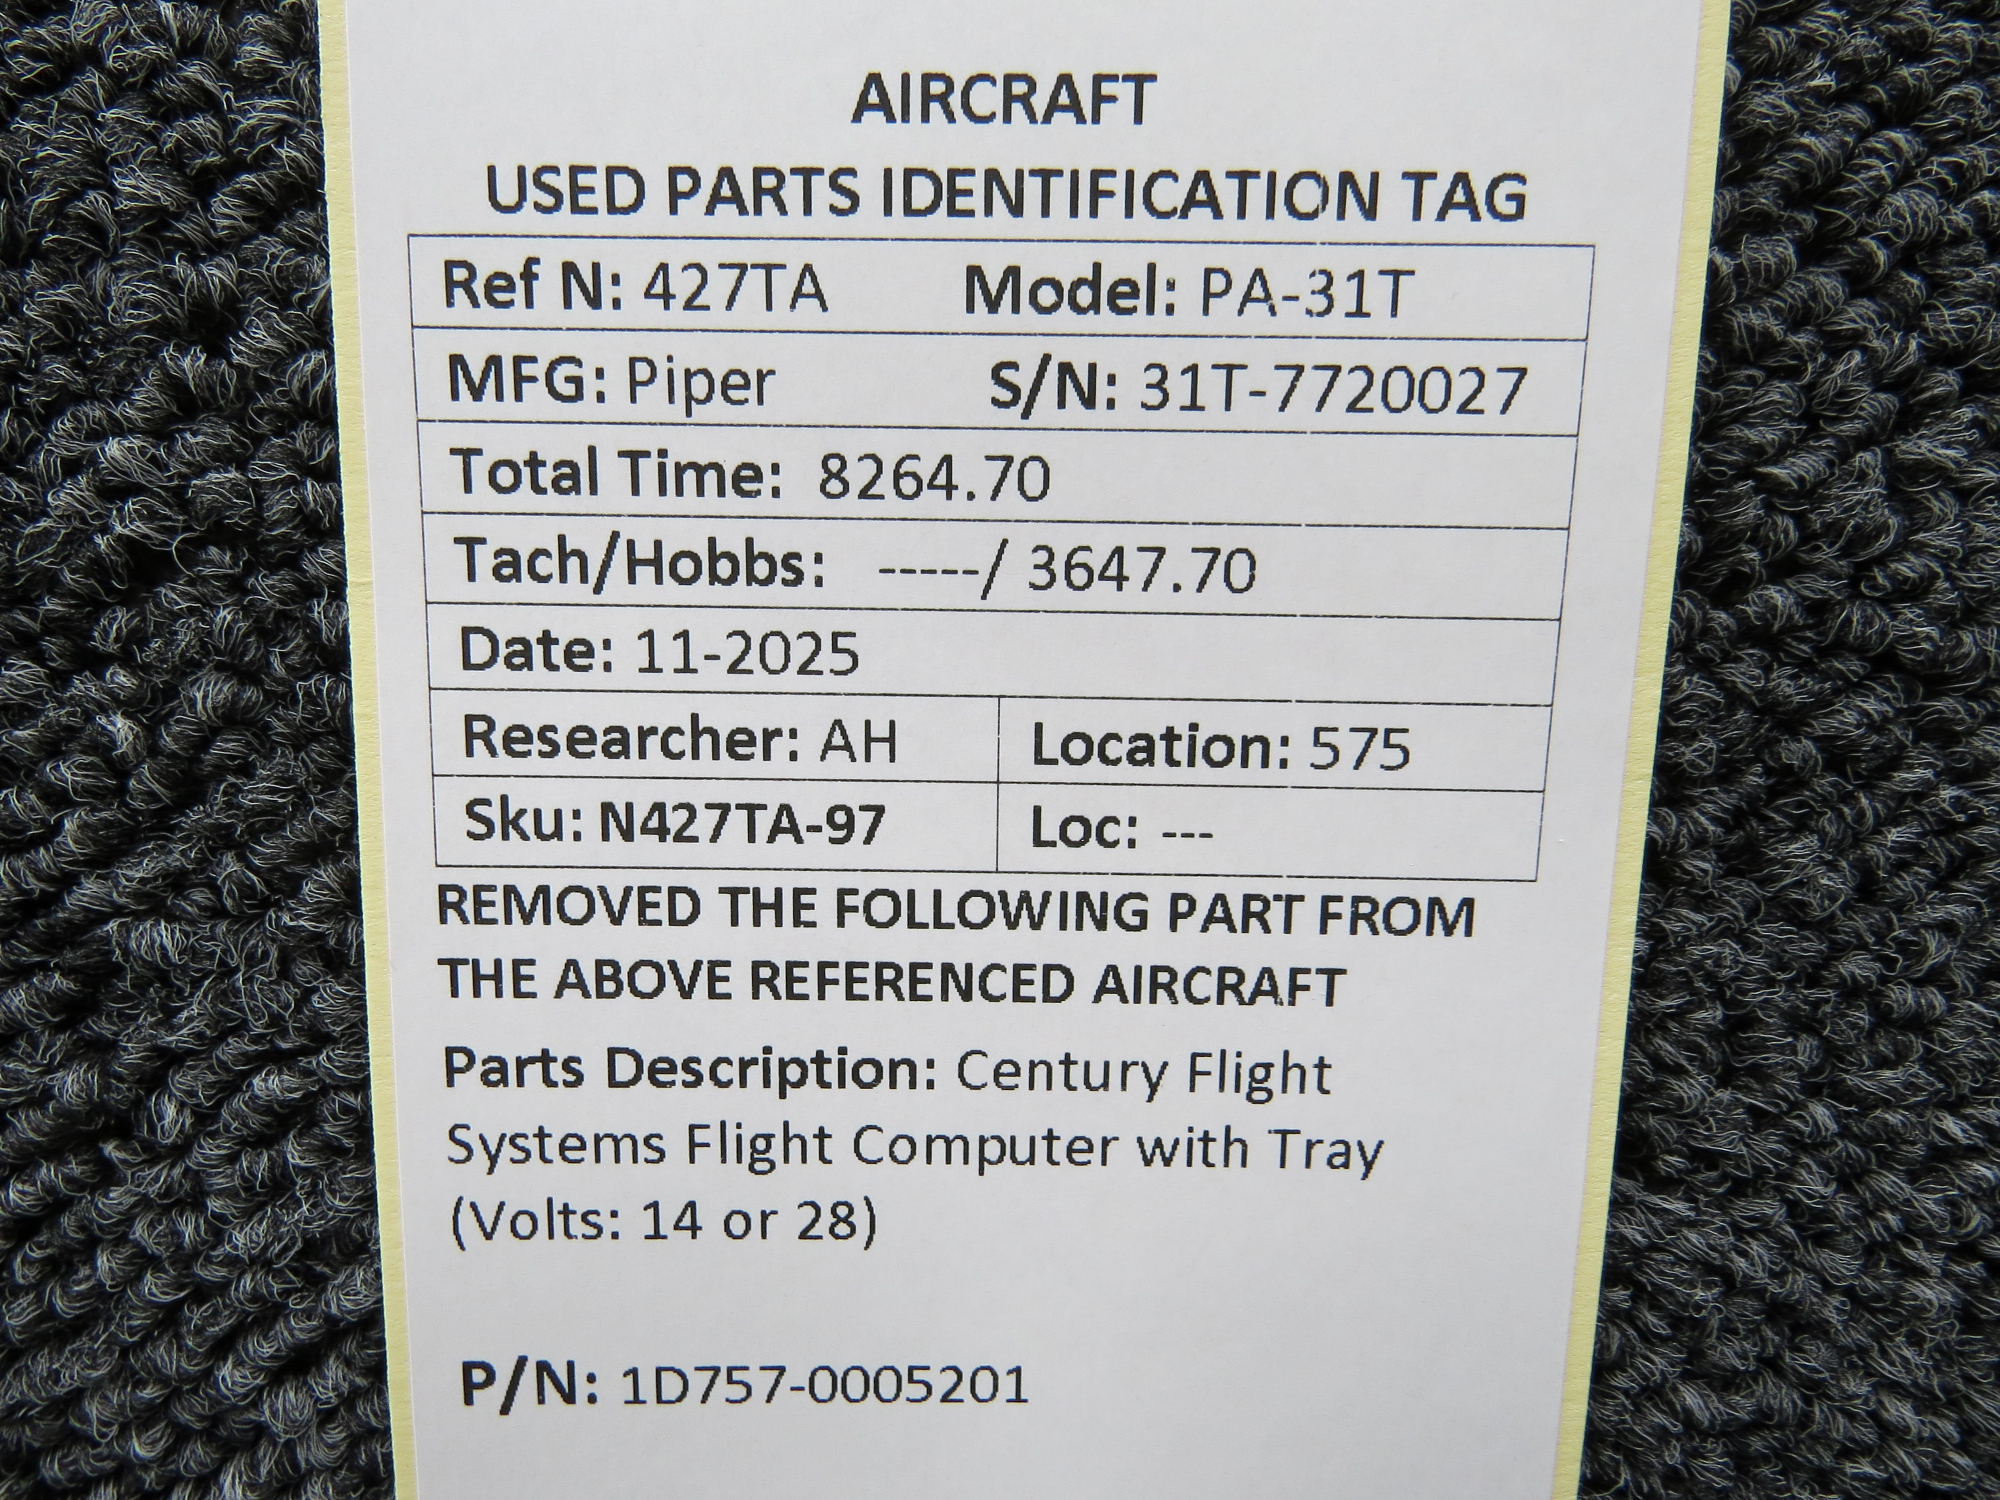 AIRCRAFT
USED PARTS IDENTIFICATION TAG
Ref N: 427TA Model: PA-31T
MFG: Piper S/N: 31T-7720027
Total Time: 8264.70
Tach/Hobbs: -----/ 3647.70
Date: 11-2025
Researcher: AH Location: 575
Sku: N427TA-97 Loc: ---
REMOVED THE FOLLOWING PART FROM
THE ABOVE REFERENCED AIRCRAFT
Parts Description: Century Flight
Systems Flight Computer with Tray
(Volts: 14 or 28)
P/N: 1D757-0005201